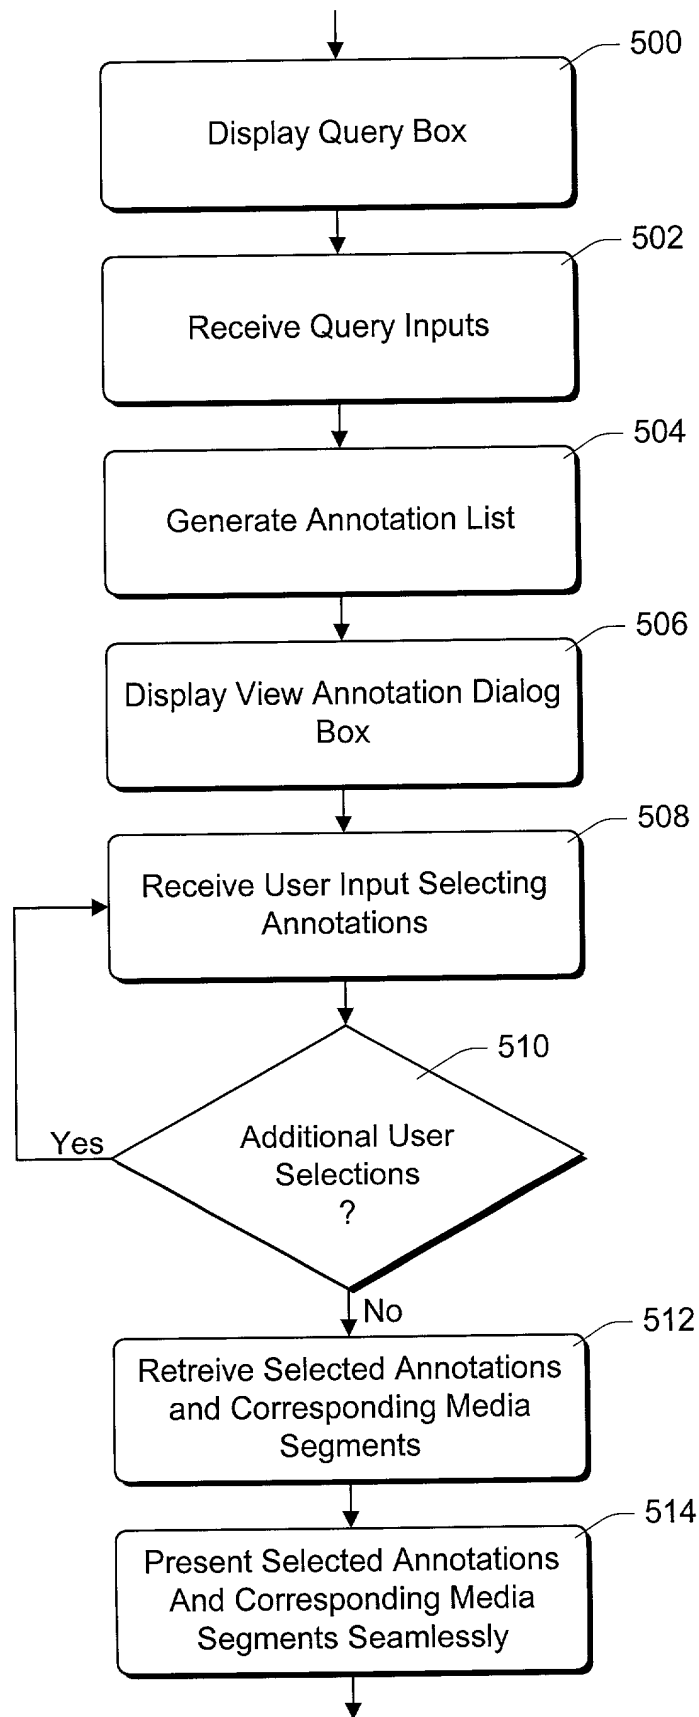 500
Display Query Box
502
Receive Query Inputs
504
Generate Annotation List
506
Display View Annotation Dialog
Box
508
Receive User Input Selecting
Annotations
510
Additional User
Selections
?
Yes
No
512
Retreive Selected Annotations
and Corresponding Media
Segments
514
Present Selected Annotations
And Corresponding Media
Segments Seamlessly